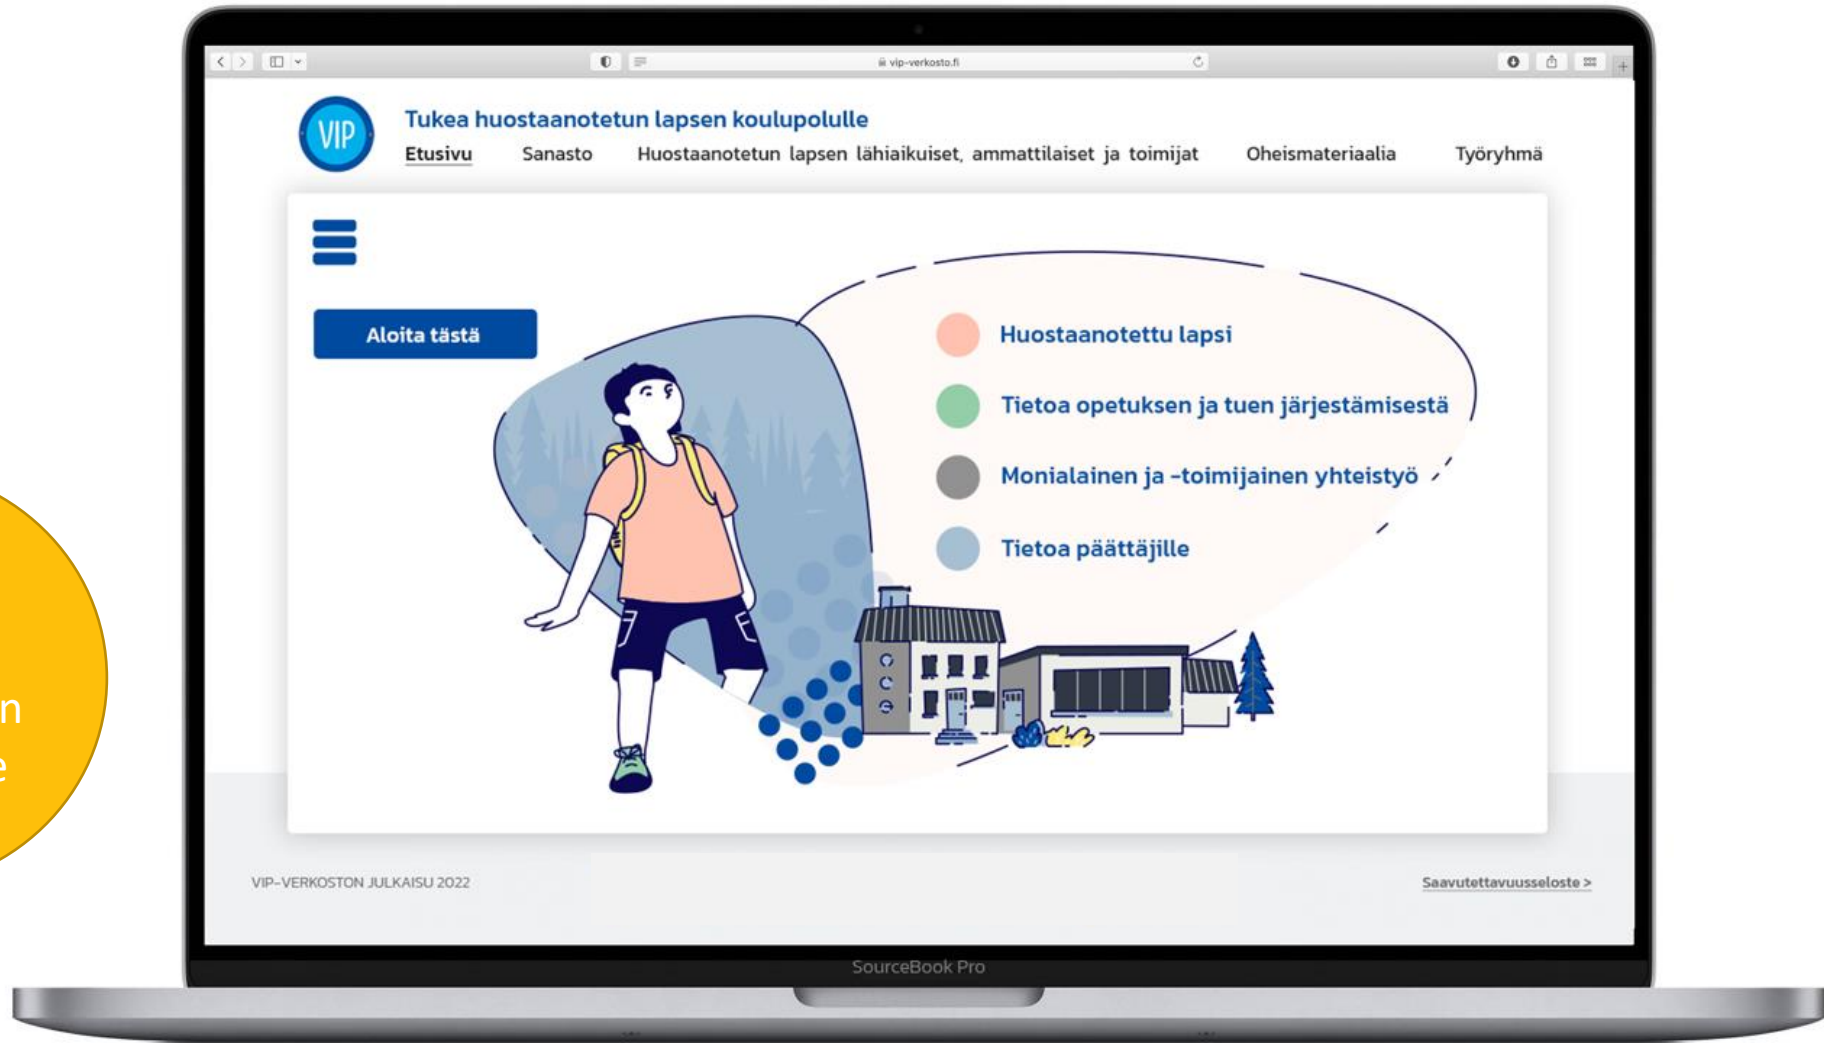 vip-verkosto.fi
VIP
Tukea huostaanotetun lapsen koulupolulle
Etusivu Sanasto Huostaanotetun lapsen lähiaikuiset, ammattilaiset ja toimijat Oheismateriaalia Työryhmä
Aloita tästä
Huostaanotettu lapsi
Tietoa opetuksen ja tuen järjestämisestä
Monialainen ja -toimijainen yhteistyö
Tietoa päättäjille
VIP-VERKOSTON JULKAISU 2022
Saavutettavuusseloste >
SourceBook Pro